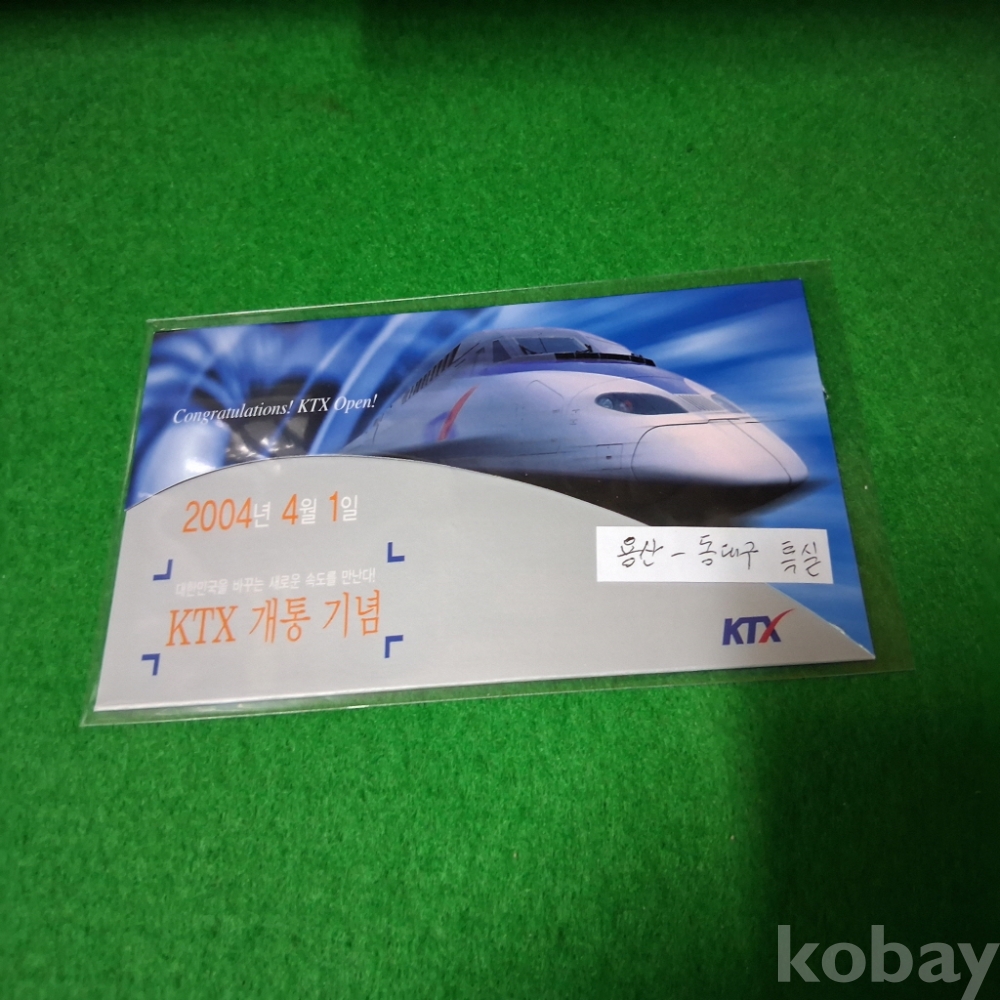 Congratulations! KTX Open!
2004년 4월 1일
대한민국을 바꾸는 새로운 속도를 만난다!
KTX 개통 기념
용산 - 동대구 특실
KTX
kobay